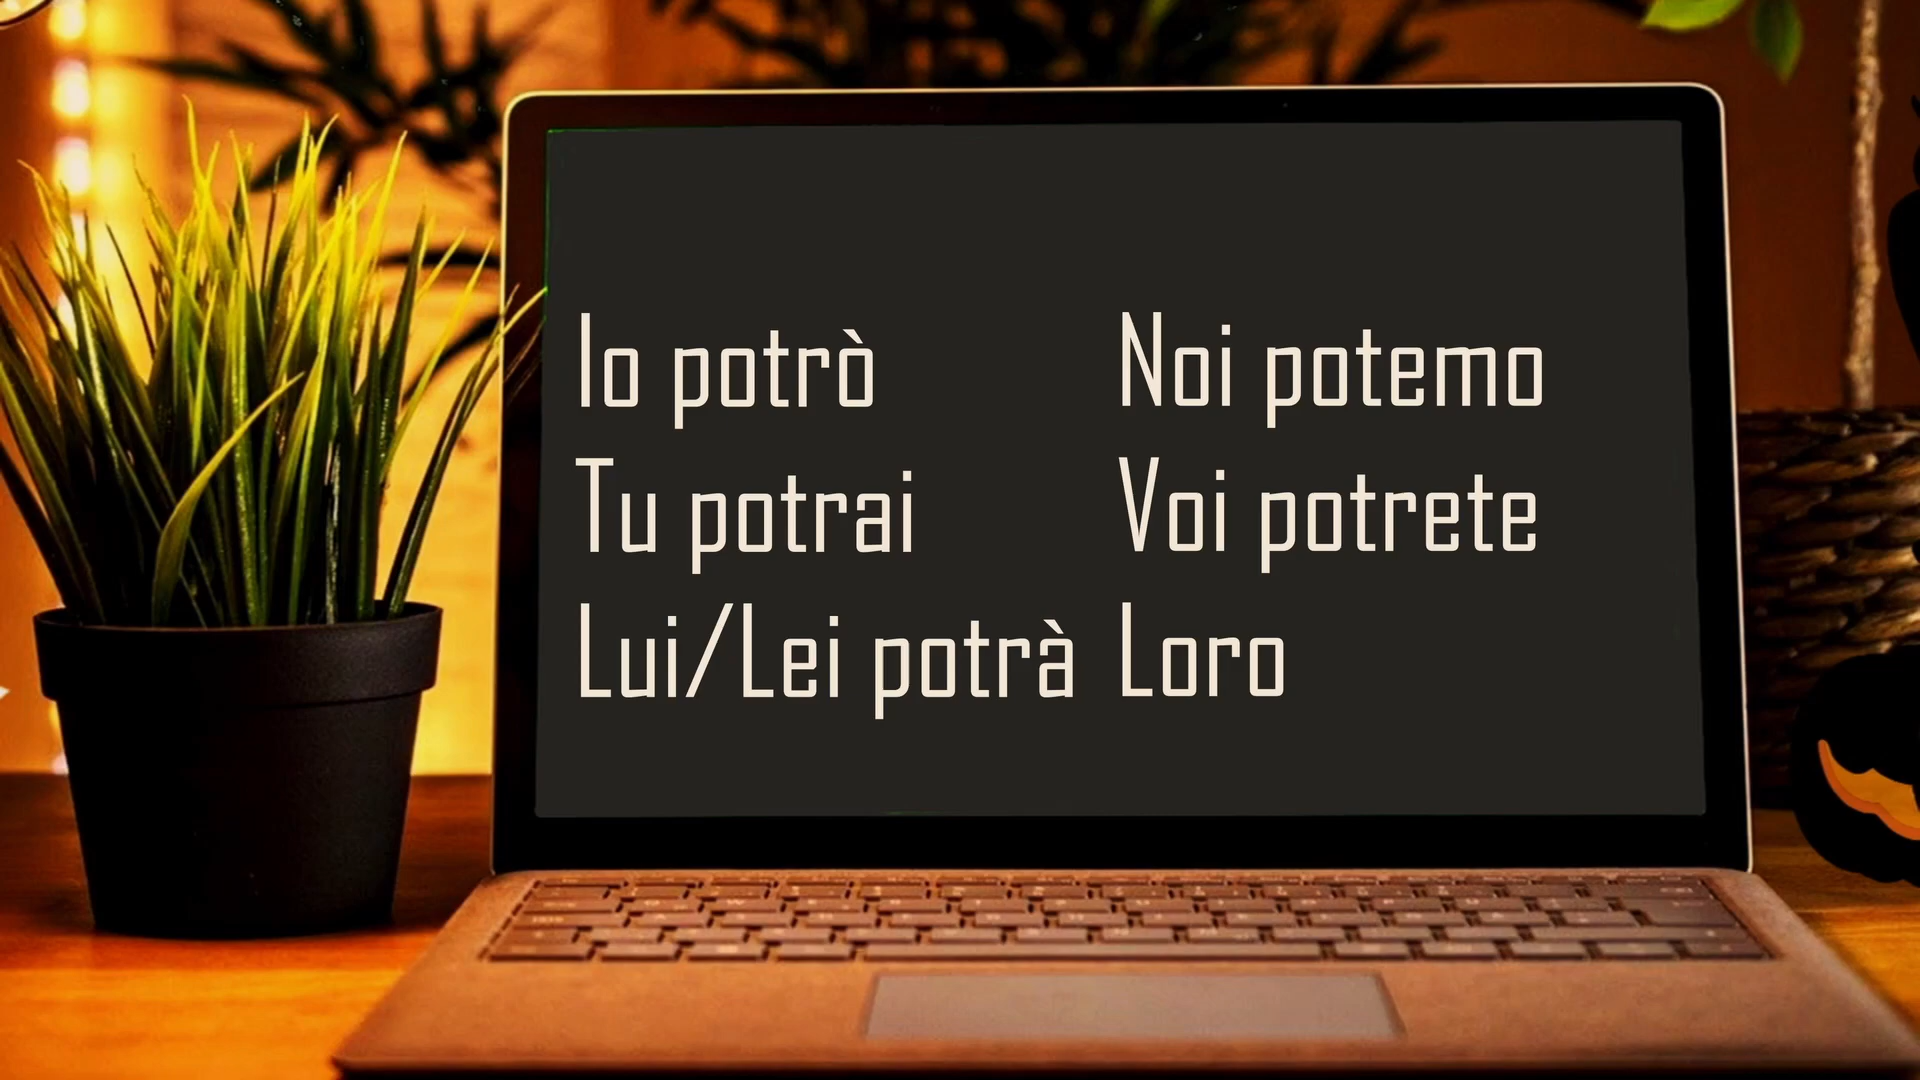 Io potrò
Tu potrai
Lui/Lei potrà
Noi potemo
Voi potrete
Loro